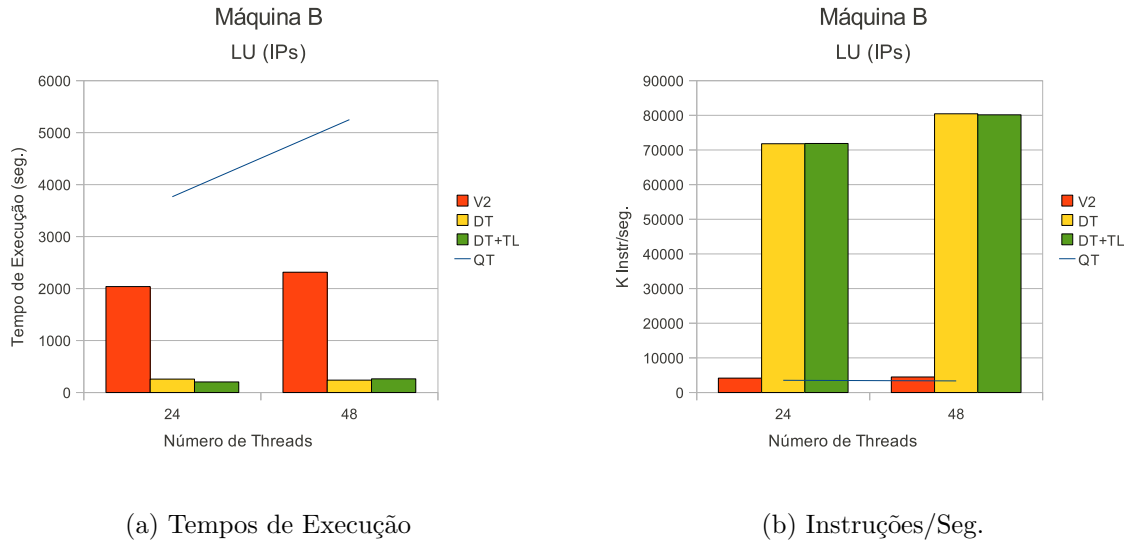 Máquina B
LU (IPs)
6000
5000
4000
3000
2000
1000
0
Tempo de Execução (seg.)
24
48
Número de Threads
V2
DT
DT+TL
QT
(a) Tempos de Execução
Máquina B
LU (IPs)
90000
80000
70000
60000
50000
40000
30000
20000
10000
0
K Instr/seg.
24
48
Número de Threads
V2
DT
DT+TL
QT
(b) Instruções/Seg.